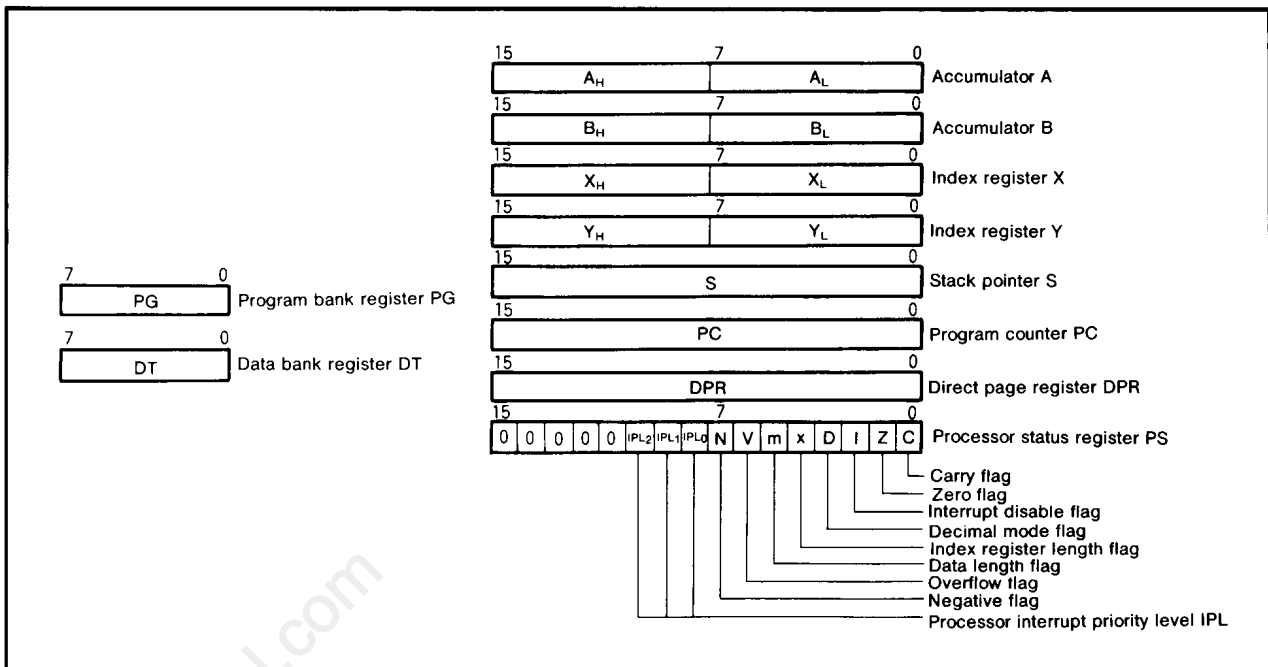 15 7 0
A_H A_L Accumulator A
15 7 0
B_H B_L Accumulator B
15 7 0
X_H X_L Index register X
15 7 0
Y_H Y_L Index register Y
15 0
S Stack pointer S
7 0
PG Program bank register PG
15 0
PC Program counter PC
7 0
DT Data bank register DT
15 0
DPR Direct page register DPR
15 7 0
0 0 0 0 0 IPL2 IPL1 IPL0 N V m x D I Z C Processor status register PS
Carry flag
Zero flag
Interrupt disable flag
Decimal mode flag
Index register length flag
Data length flag
Overflow flag
Negative flag
Processor interrupt priority level IPL